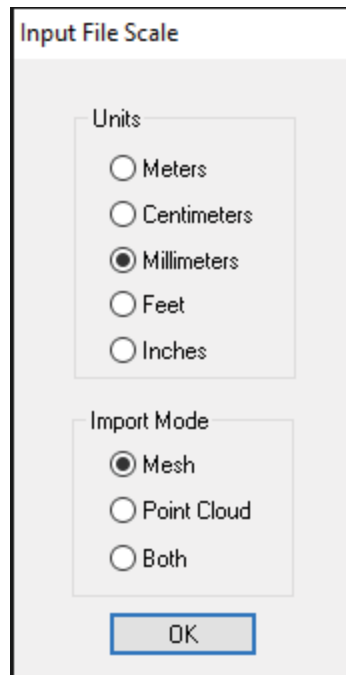 Input File Scale
Units
Meters
Centimeters
Millimeters
Feet
Inches
Import Mode
Mesh
Point Cloud
Both
OK